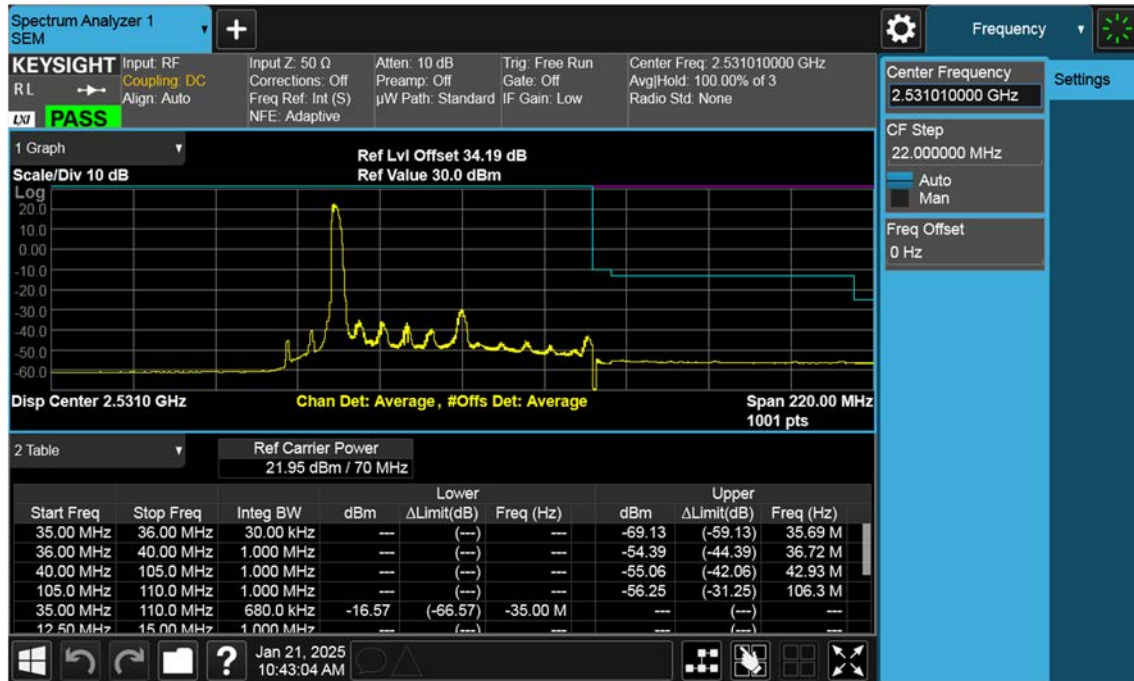 Spectrum Analyzer 1
SEM
+
Frequency
KEYSIGHT
R L
LXI PASS
Input: RF
Coupling: DC
Align: Auto
Input Z: 50 Ω
Corrections: Off
Freq Ref: Int (S)
NFE: Adaptive
Atten: 10 dB
Preamp: Off
µW Path: Standard
Trig: Free Run
Gate: Off
IF Gain: Low
Center Freq: 2.531010000 GHz
Avg|Hold: 100.00% of 3
Radio Std: None
Center Frequency
2.531010000 GHz
Settings
CF Step
22.000000 MHz
Auto
Man
Freq Offset
0 Hz
1 Graph
Scale/Div 10 dB
Ref Lvl Offset 34.19 dB
Ref Value 30.0 dBm
Log
20.0
10.0
0.00
-10.0
-20.0
-30.0
-40.0
-50.0
-60.0
Disp Center 2.5310 GHz
Chan Det: Average, #Offs Det: Average
Span 220.00 MHz
1001 pts
2 Table
Ref Carrier Power
21.95 dBm / 70 MHz
Lower Upper
Start Freq Stop Freq Integ BW dBm ΔLimit(dB) Freq (Hz) dBm ΔLimit(dB) Freq (Hz)
35.00 MHz 36.00 MHz 30.00 kHz --- (---) --- -69.13 (-59.13) 35.69 M
36.00 MHz 40.00 MHz 1.000 MHz --- (---) --- -54.39 (-44.39) 36.72 M
40.00 MHz 105.0 MHz 1.000 MHz --- (---) --- -55.06 (-42.06) 42.93 M
105.0 MHz 110.0 MHz 1.000 MHz --- (---) --- -56.25 (-31.25) 106.3 M
35.00 MHz 110.0 MHz 680.0 kHz -16.57 (-66.57) -35.00 M --- (---) ---
12.50 MHz 15.00 MHz 1.000 MHz --- (---) --- --- (---) ---
?
Jan 21, 2025
10:43:04 AM